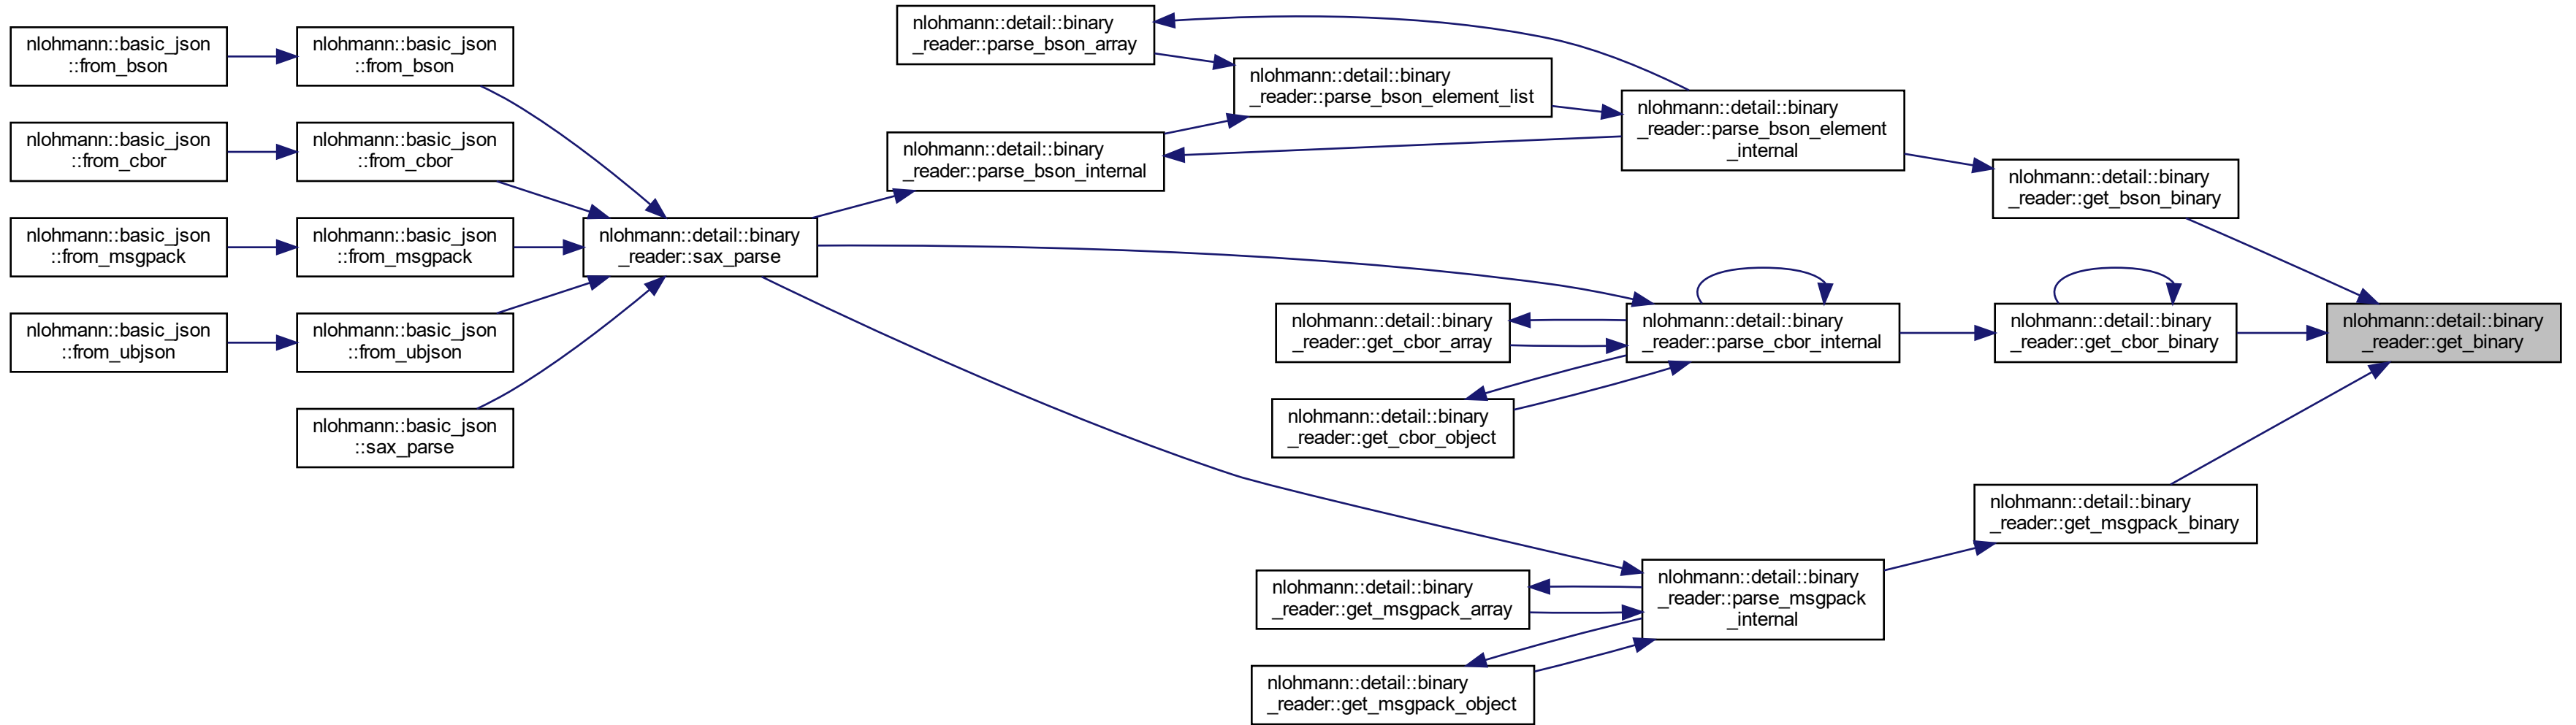 nlohmann::basic_json
::from_bson
nlohmann::basic_json
::from_cbor
nlohmann::basic_json
::from_msgpack
nlohmann::basic_json
::from_ubjson
nlohmann::basic_json
::from_bson
nlohmann::basic_json
::from_cbor
nlohmann::basic_json
::from_msgpack
nlohmann::basic_json
::from_ubjson
nlohmann::basic_json
::sax_parse
nlohmann::detail::binary
_reader::sax_parse
nlohmann::detail::binary
_reader::parse_bson_array
nlohmann::detail::binary
_reader::parse_bson_internal
nlohmann::detail::binary
_reader::parse_bson_element_list
nlohmann::detail::binary
_reader::get_cbor_array
nlohmann::detail::binary
_reader::get_cbor_object
nlohmann::detail::binary
_reader::get_msgpack_array
nlohmann::detail::binary
_reader::get_msgpack_object
nlohmann::detail::binary
_reader::parse_bson_element
_internal
nlohmann::detail::binary
_reader::parse_cbor_internal
nlohmann::detail::binary
_reader::parse_msgpack
_internal
nlohmann::detail::binary
_reader::get_bson_binary
nlohmann::detail::binary
_reader::get_cbor_binary
nlohmann::detail::binary
_reader::get_msgpack_binary
nlohmann::detail::binary
_reader::get_binary